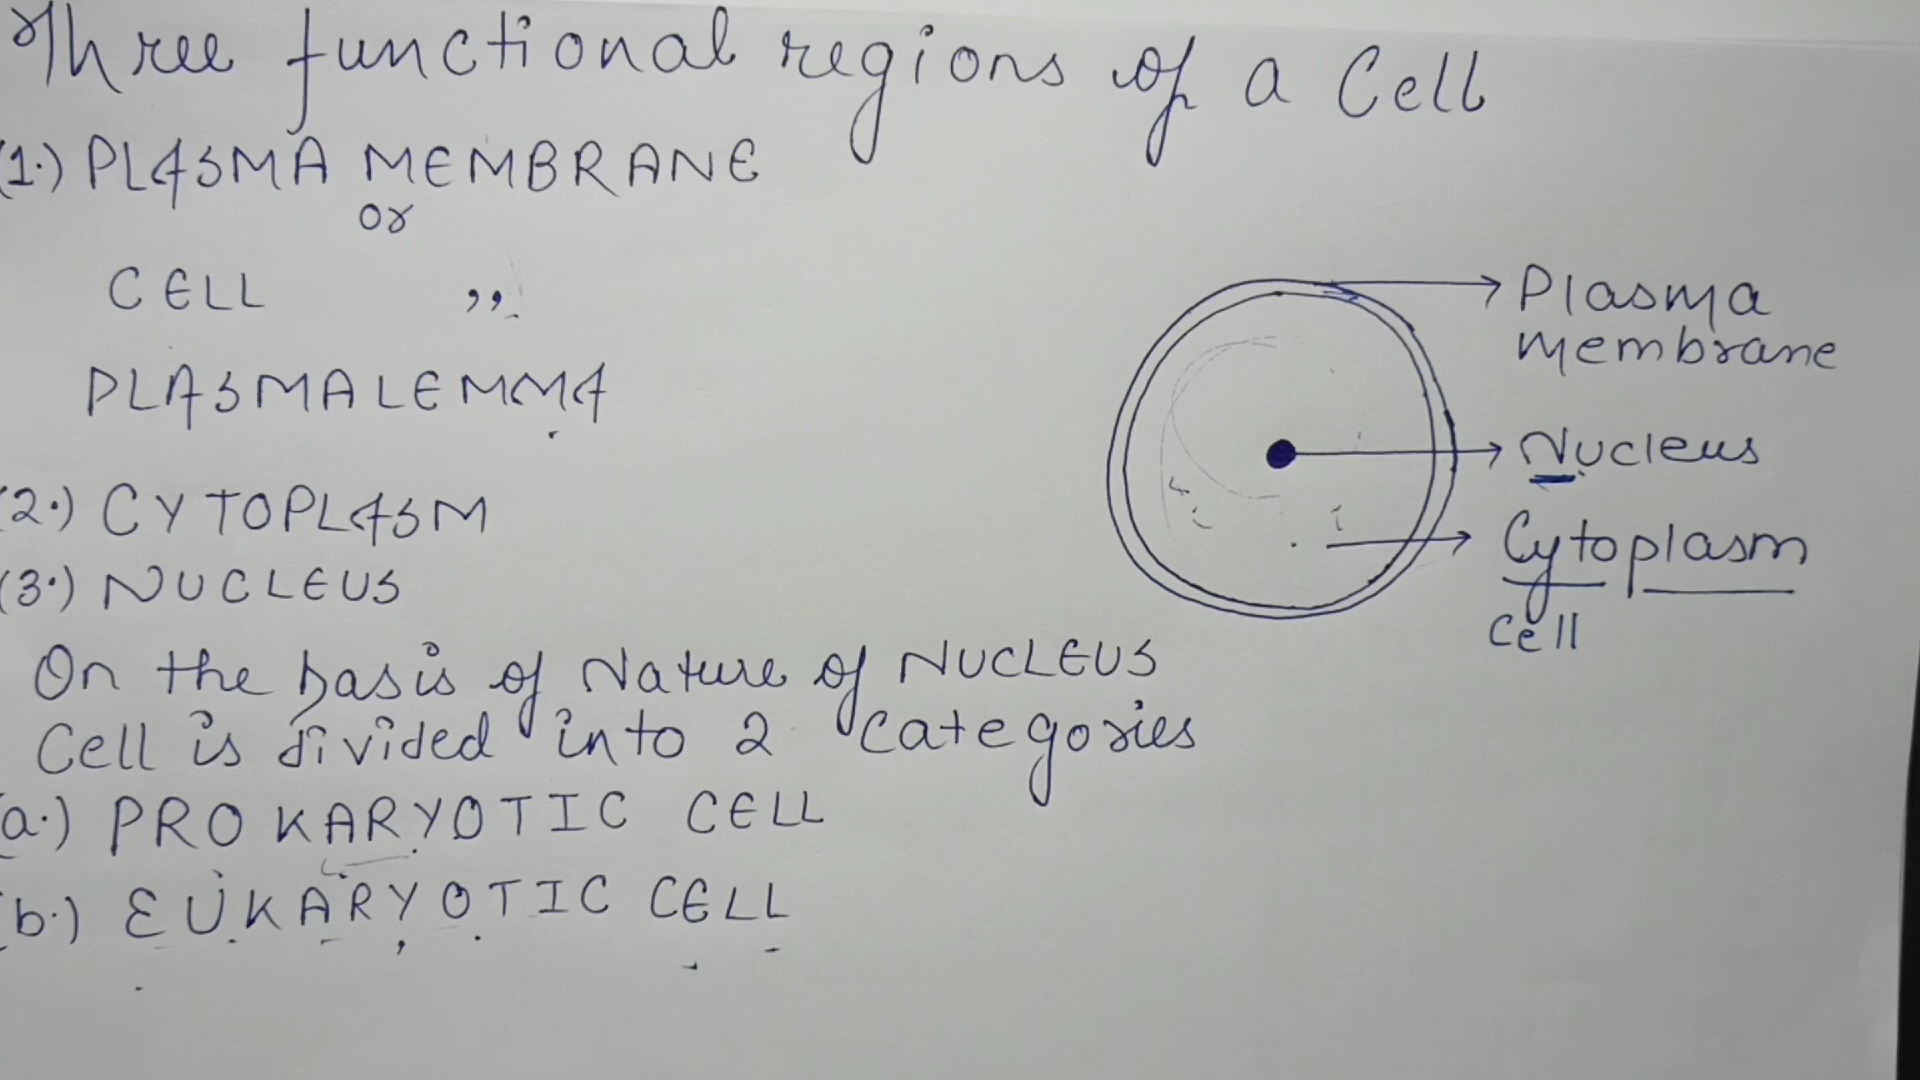 Three functional regions of a Cell
(1.) PLASMA MEMBRANE
or
CELL ,,
PLASMALEMMA
(2.) CYTOPLASM
(3.) NUCLEUS
On the basis of Nature of NUCLEUS
Cell is divided into 2 Categories
(a.) PROKARYOTIC CELL
(b.) EUKARYOTIC CELL
Plasma
membrane
Nucleus
Cytoplasm
Cell